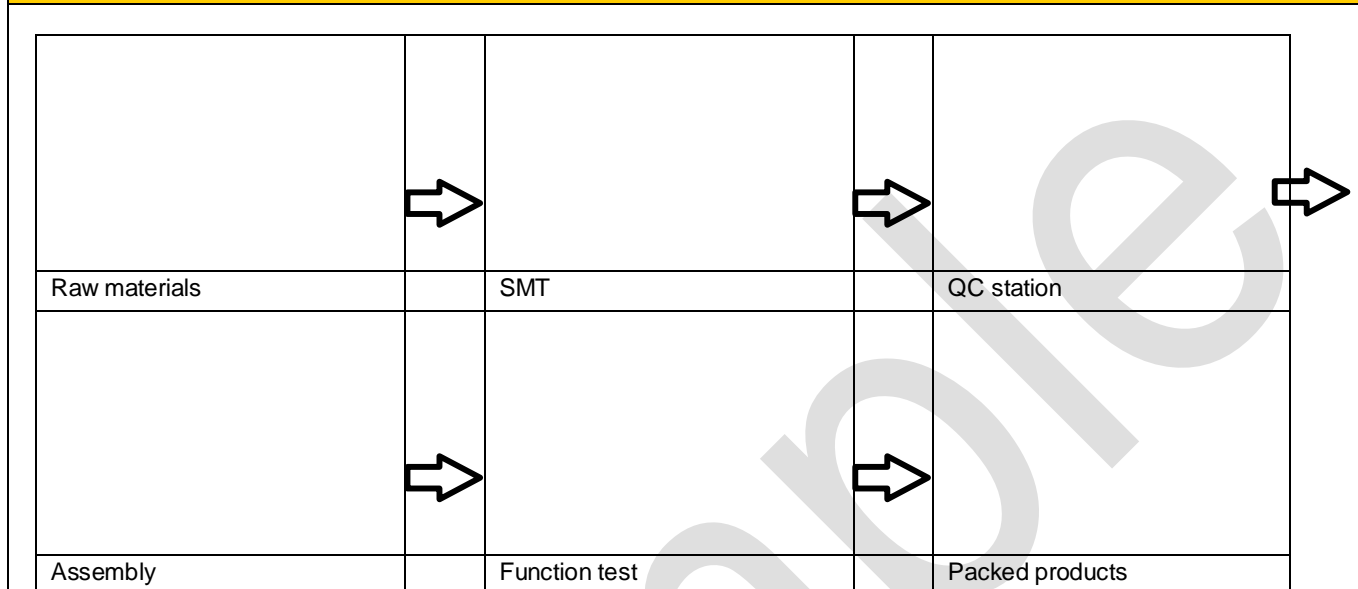 Raw materials SMT QC station
Assembly Function test Packed products